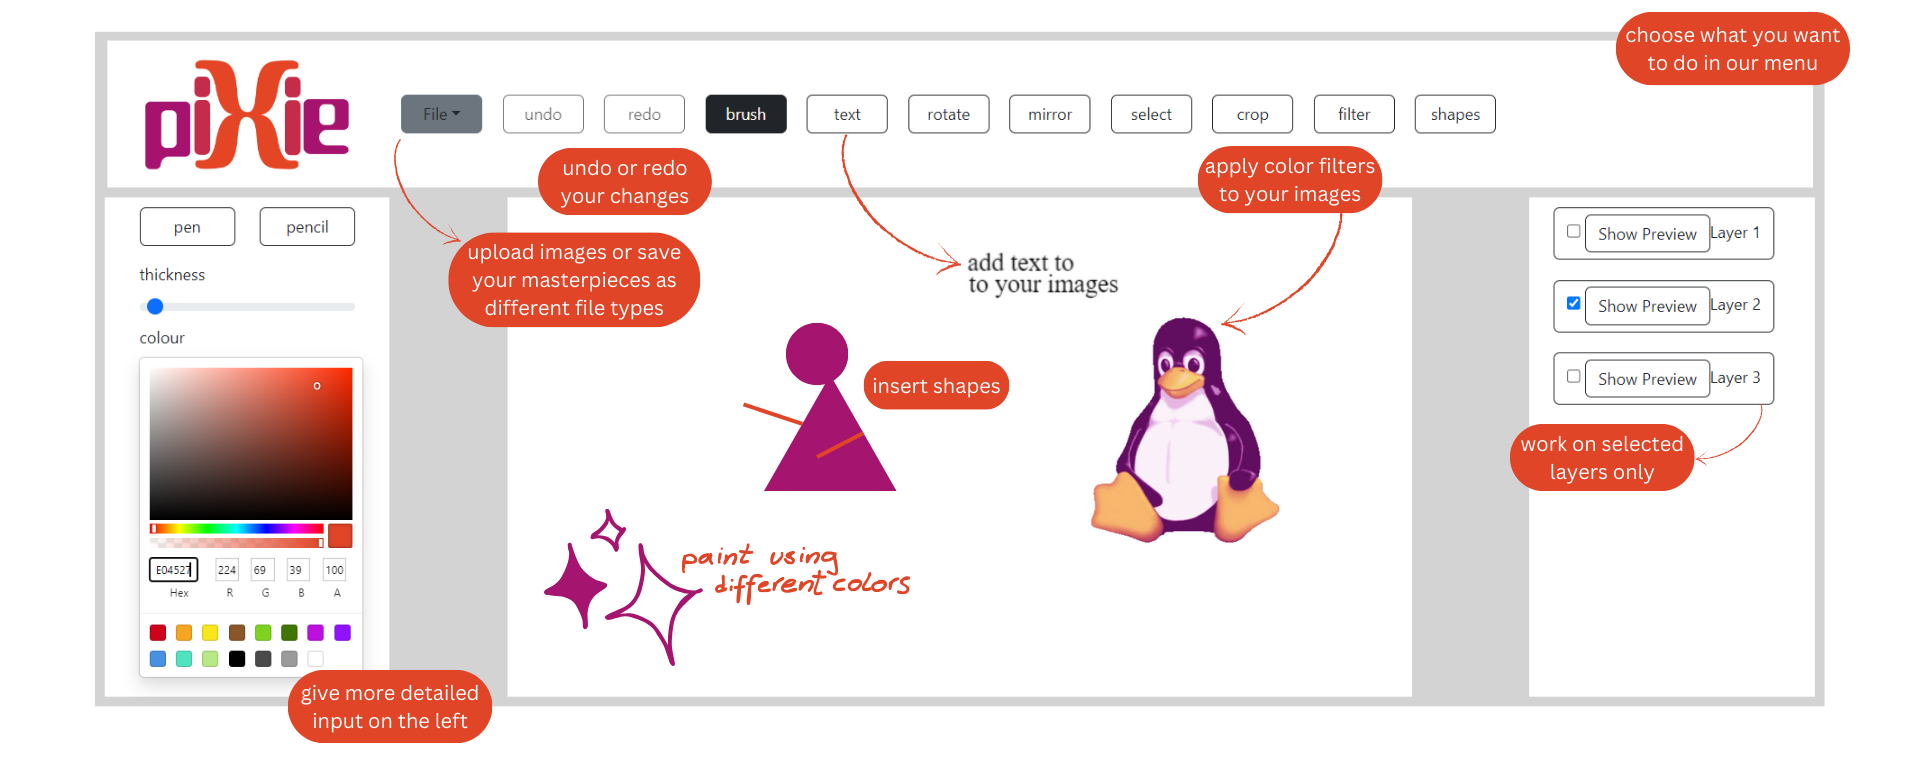 choose what you want
to do in our menu
piXie
File
undo
redo
brush
text
rotate
mirror
select
crop
filter
shapes
undo or redo
your changes
apply color filters
to your images
pen
pencil
thickness
colour
upload images or save
your masterpieces as
different file types
add text to
to your images
insert shapes
Show Preview Layer 1
Show Preview Layer 2
Show Preview Layer 3
work on selected
layers only
E04527 224 69 39 100
Hex R G B A
paint using
different colors
give more detailed
input on the left